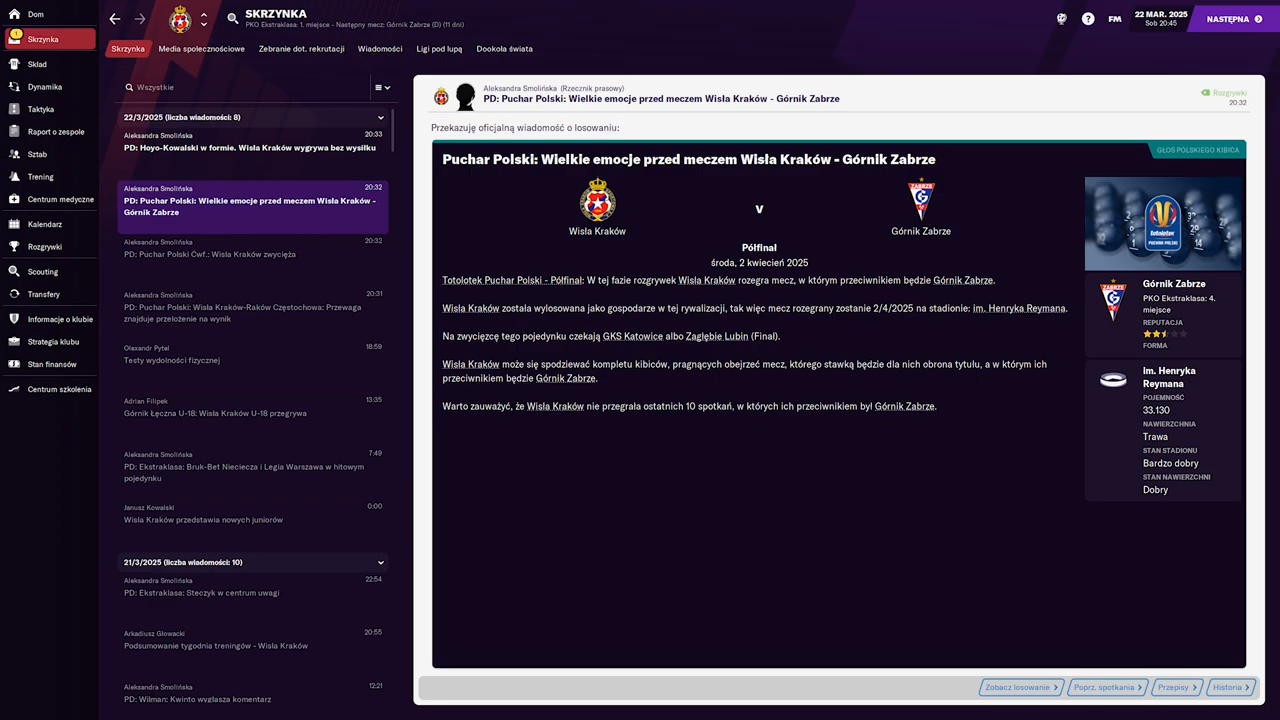 Dom
1
Skrzynka
Skład
Dynamika
Taktyka
Raport o zespole
Sztab
Trening
Centrum medyczne
Kalendarz
Rozgrywki
Scouting
Transfery
Informacje o klubie
Strategia klubu
Stan finansów
Centrum szkolenia
SKRZYNKA
PKO Ekstraklasa: 1. miejsce - Następny mecz: Górnik Zabrze (D) (11 dni)
FM
22 MAR. 2025
Sob 20:45
NASTĘPNA
Skrzynka Media społecznościowe Zebranie dot. rekrutacji Wiadomości Ligi pod lupą Dookoła świata
Wszystkie
22/3/2025 (liczba wiadomości: 8)
Aleksandra Smolińska 20:33
PD: Hoyo-Kowalski w formie. Wisła Kraków wygrywa bez wysiłku
Aleksandra Smolińska 20:32
PD: Puchar Polski: Wielkie emocje przed meczem Wisła Kraków -
Górnik Zabrze
Aleksandra Smolińska 20:32
PD: Puchar Polski Ćwf.: Wisła Kraków zwycięża
Aleksandra Smolińska 20:31
PD: Puchar Polski: Wisła Kraków-Raków Częstochowa: Przewaga
znajduje przełożenie na wynik
Olexandr Pytel 18:59
Testy wydolności fizycznej
Adrian Filipek 13:35
Górnik Łęczna U-18: Wisła Kraków U-18 przegrywa
Aleksandra Smolińska 7:49
PD: Ekstraklasa: Bruk-Bet Nieciecza i Legia Warszawa w hitowym
pojedynku
Janusz Kowalski 0:00
Wisła Kraków przedstawia nowych juniorów
21/3/2025 (liczba wiadomości: 10)
Aleksandra Smolińska 22:54
PD: Ekstraklasa: Steczyk w centrum uwagi
Arkadiusz Głowacki 20:55
Podsumowanie tygodnia treningów - Wisła Kraków
Aleksandra Smolińska 12:21
PD: Wilman: Kwinto wygłasza komentarz
Aleksandra Smolińska (Rzecznik prasowy)
PD: Puchar Polski: Wielkie emocje przed meczem Wisła Kraków - Górnik Zabrze
Rozgrywki
20:32
Przekazuję oficjalną wiadomość o losowaniu:
Puchar Polski: Wielkie emocje przed meczem Wisła Kraków - Górnik Zabrze
GŁOS POLSKIEGO KIBICA
v
Wisła Kraków Górnik Zabrze
Półfinał
środa, 2 kwiecień 2025
Totolotek Puchar Polski - Półfinał: W tej fazie rozgrywek Wisła Kraków rozegra mecz, w którym przeciwnikiem będzie Górnik Zabrze.
Wisła Kraków została wylosowana jako gospodarze w tej rywalizacji, tak więc mecz rozegrany zostanie 2/4/2025 na stadionie: im. Henryka Reymana.
Na zwycięzcę tego pojedynku czekają GKS Katowice albo Zagłębie Lubin (Finał).
Wisła Kraków może się spodziewać kompletu kibiców, pragnących obejrzeć mecz, którego stawką będzie dla nich obrona tytułu, a w którym ich
przeciwnikiem będzie Górnik Zabrze.
Warto zauważyć, że Wisła Kraków nie przegrała ostatnich 10 spotkań, w których ich przeciwnikiem był Górnik Zabrze.
totolotek
PUCHAR POLSKI
ZABRZE
Górnik Zabrze
PKO Ekstraklasa: 4.
miejsce
REPUTACJA
FORMA
im. Henryka
Reymana
POJEMNOŚĆ
33.130
NAWIERZCHNIA
Trawa
STAN STADIONU
Bardzo dobry
STAN NAWIERZCHNI
Dobry
Zobacz losowanie Poprz. spotkania Przepisy Historia